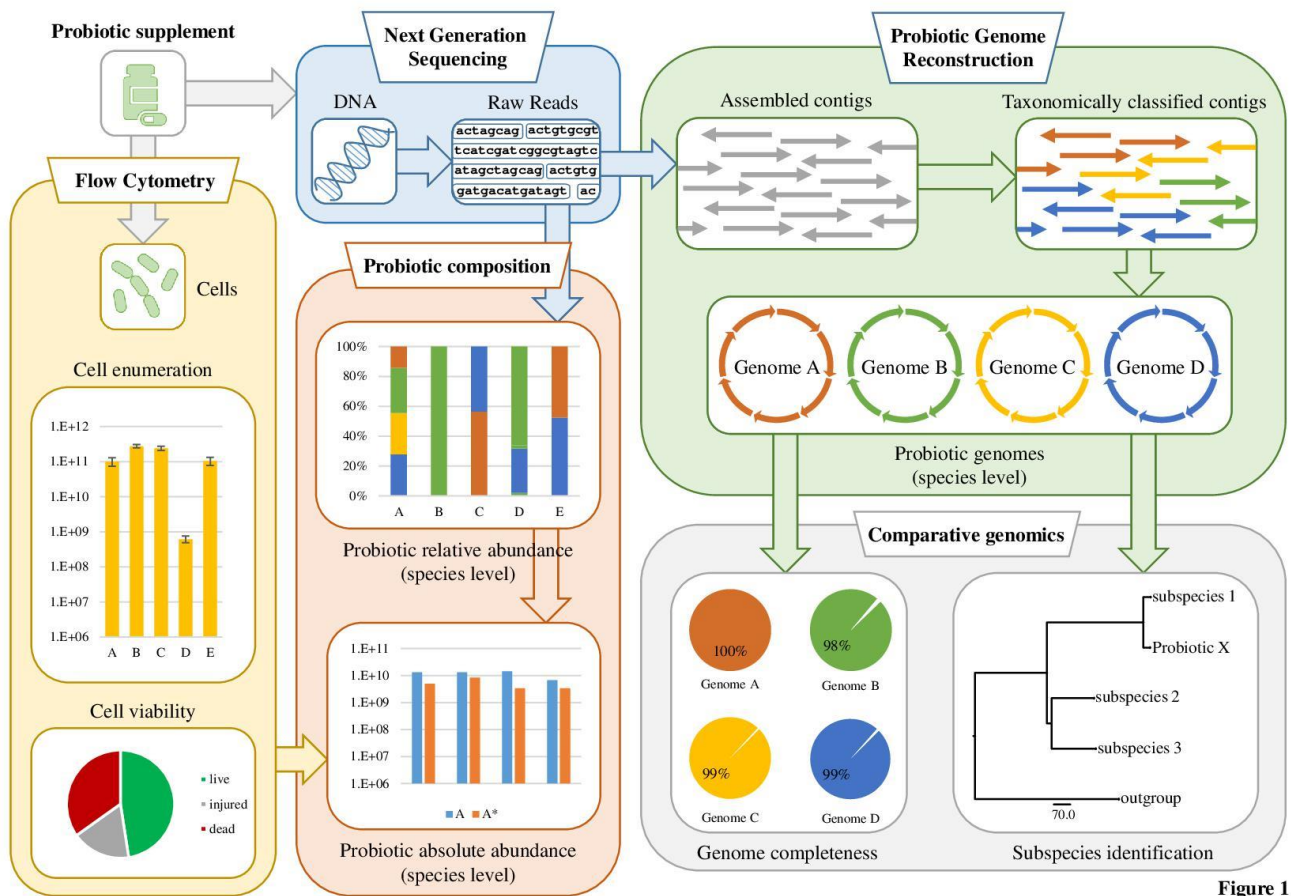 Probiotic supplement
Flow Cytometry
Cells
Cell enumeration
1.E+12
1.E+11
1.E+10
1.E+09
1.E+08
1.E+07
1.E+06
A B C D E
Cell viability
live
injured
dead
Next Generation
Sequencing
DNA
Raw Reads
actagcag actgtgcgt
tcatcgatcggcgtagtc
atagctagcag actgtg
gatgacatgatagt ac
Probiotic composition
100%
80%
60%
40%
20%
0%
A B C D E
Probiotic relative abundance
(species level)
1.E+11
1.E+10
1.E+09
1.E+08
1.E+07
1.E+06
A A*
Probiotic absolute abundance
(species level)
Probiotic Genome
Reconstruction
Assembled contigs
Taxonomically classified contigs
Genome A
Genome B
Genome C
Genome D
Probiotic genomes
(species level)
Comparative genomics
100%
Genome A
98%
Genome B
99%
Genome C
99%
Genome D
Genome completeness
subspecies 1
Probiotic X
subspecies 2
subspecies 3
outgroup
70.0
Subspecies identification
Figure 1